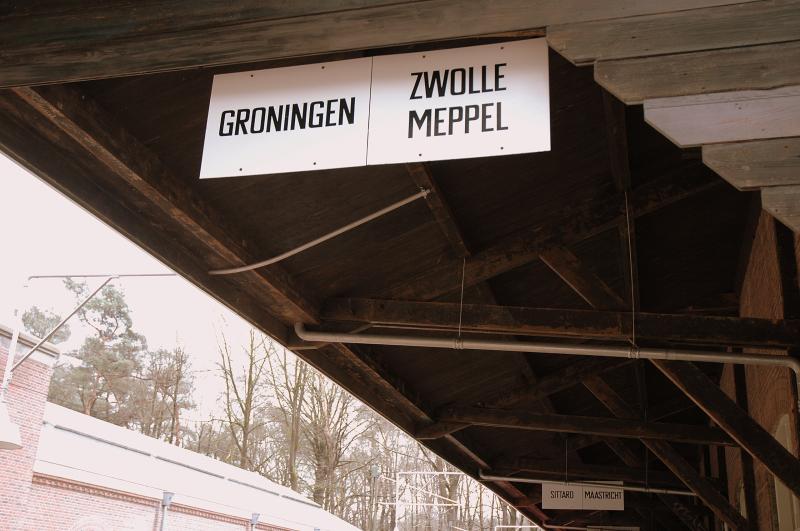 GRONINGEN
ZWOLLE
MEPPEL
SITTARD
MAASTRICHT